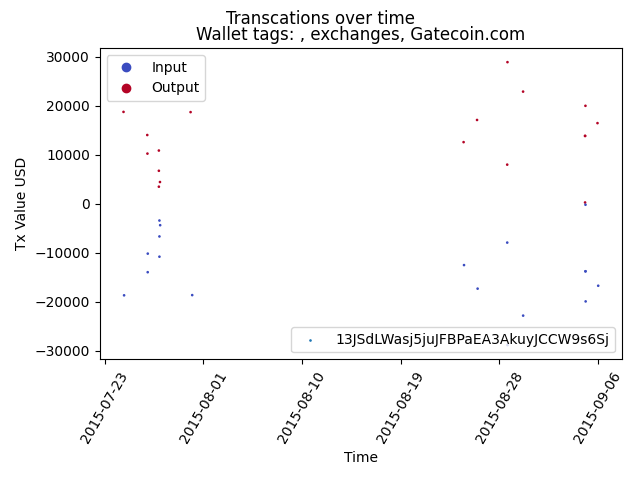 Transcations over time
Wallet tags: , exchanges, Gatecoin.com
30000
20000
10000
0
−10000
−20000
−30000
Tx Value USD
Input
Output
13JSdLWasj5juJFBPaEA3AkuyJCCW9s6Sj
2015-07-23
2015-08-01
2015-08-10
2015-08-19
2015-08-28
2015-09-06
Time